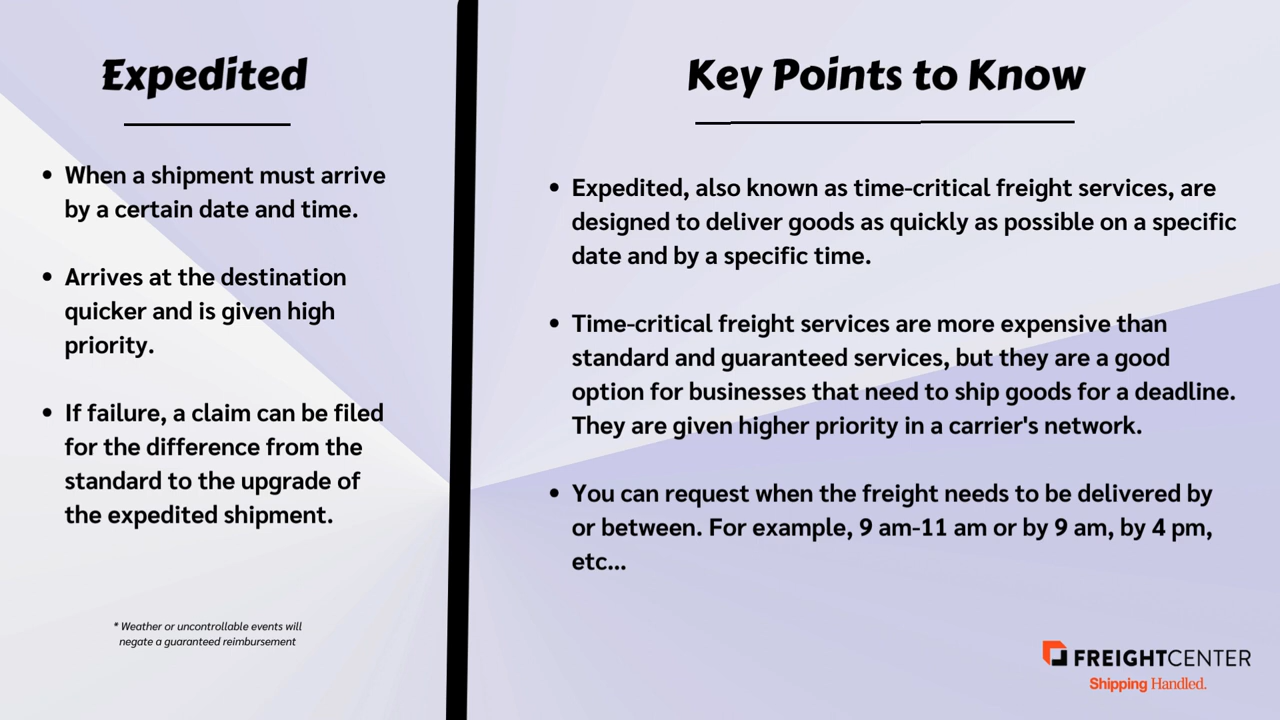 Expedited
When a shipment must arrive
by a certain date and time.
Arrives at the destination
quicker and is given high
priority.
If failure, a claim can be filed
for the difference from the
standard to the upgrade of
the expedited shipment.
* Weather or uncontrollable events will
negate a guaranteed reimbursement
Key Points to Know
Expedited, also known as time-critical freight services, are
designed to deliver goods as quickly as possible on a specific
date and by a specific time.
Time-critical freight services are more expensive than
standard and guaranteed services, but they are a good
option for businesses that need to ship goods for a deadline.
They are given higher priority in a carrier's network.
You can request when the freight needs to be delivered by
or between. For example, 9 am-11 am or by 9 am, by 4 pm,
etc...
FREIGHTCENTER
Shipping Handled.